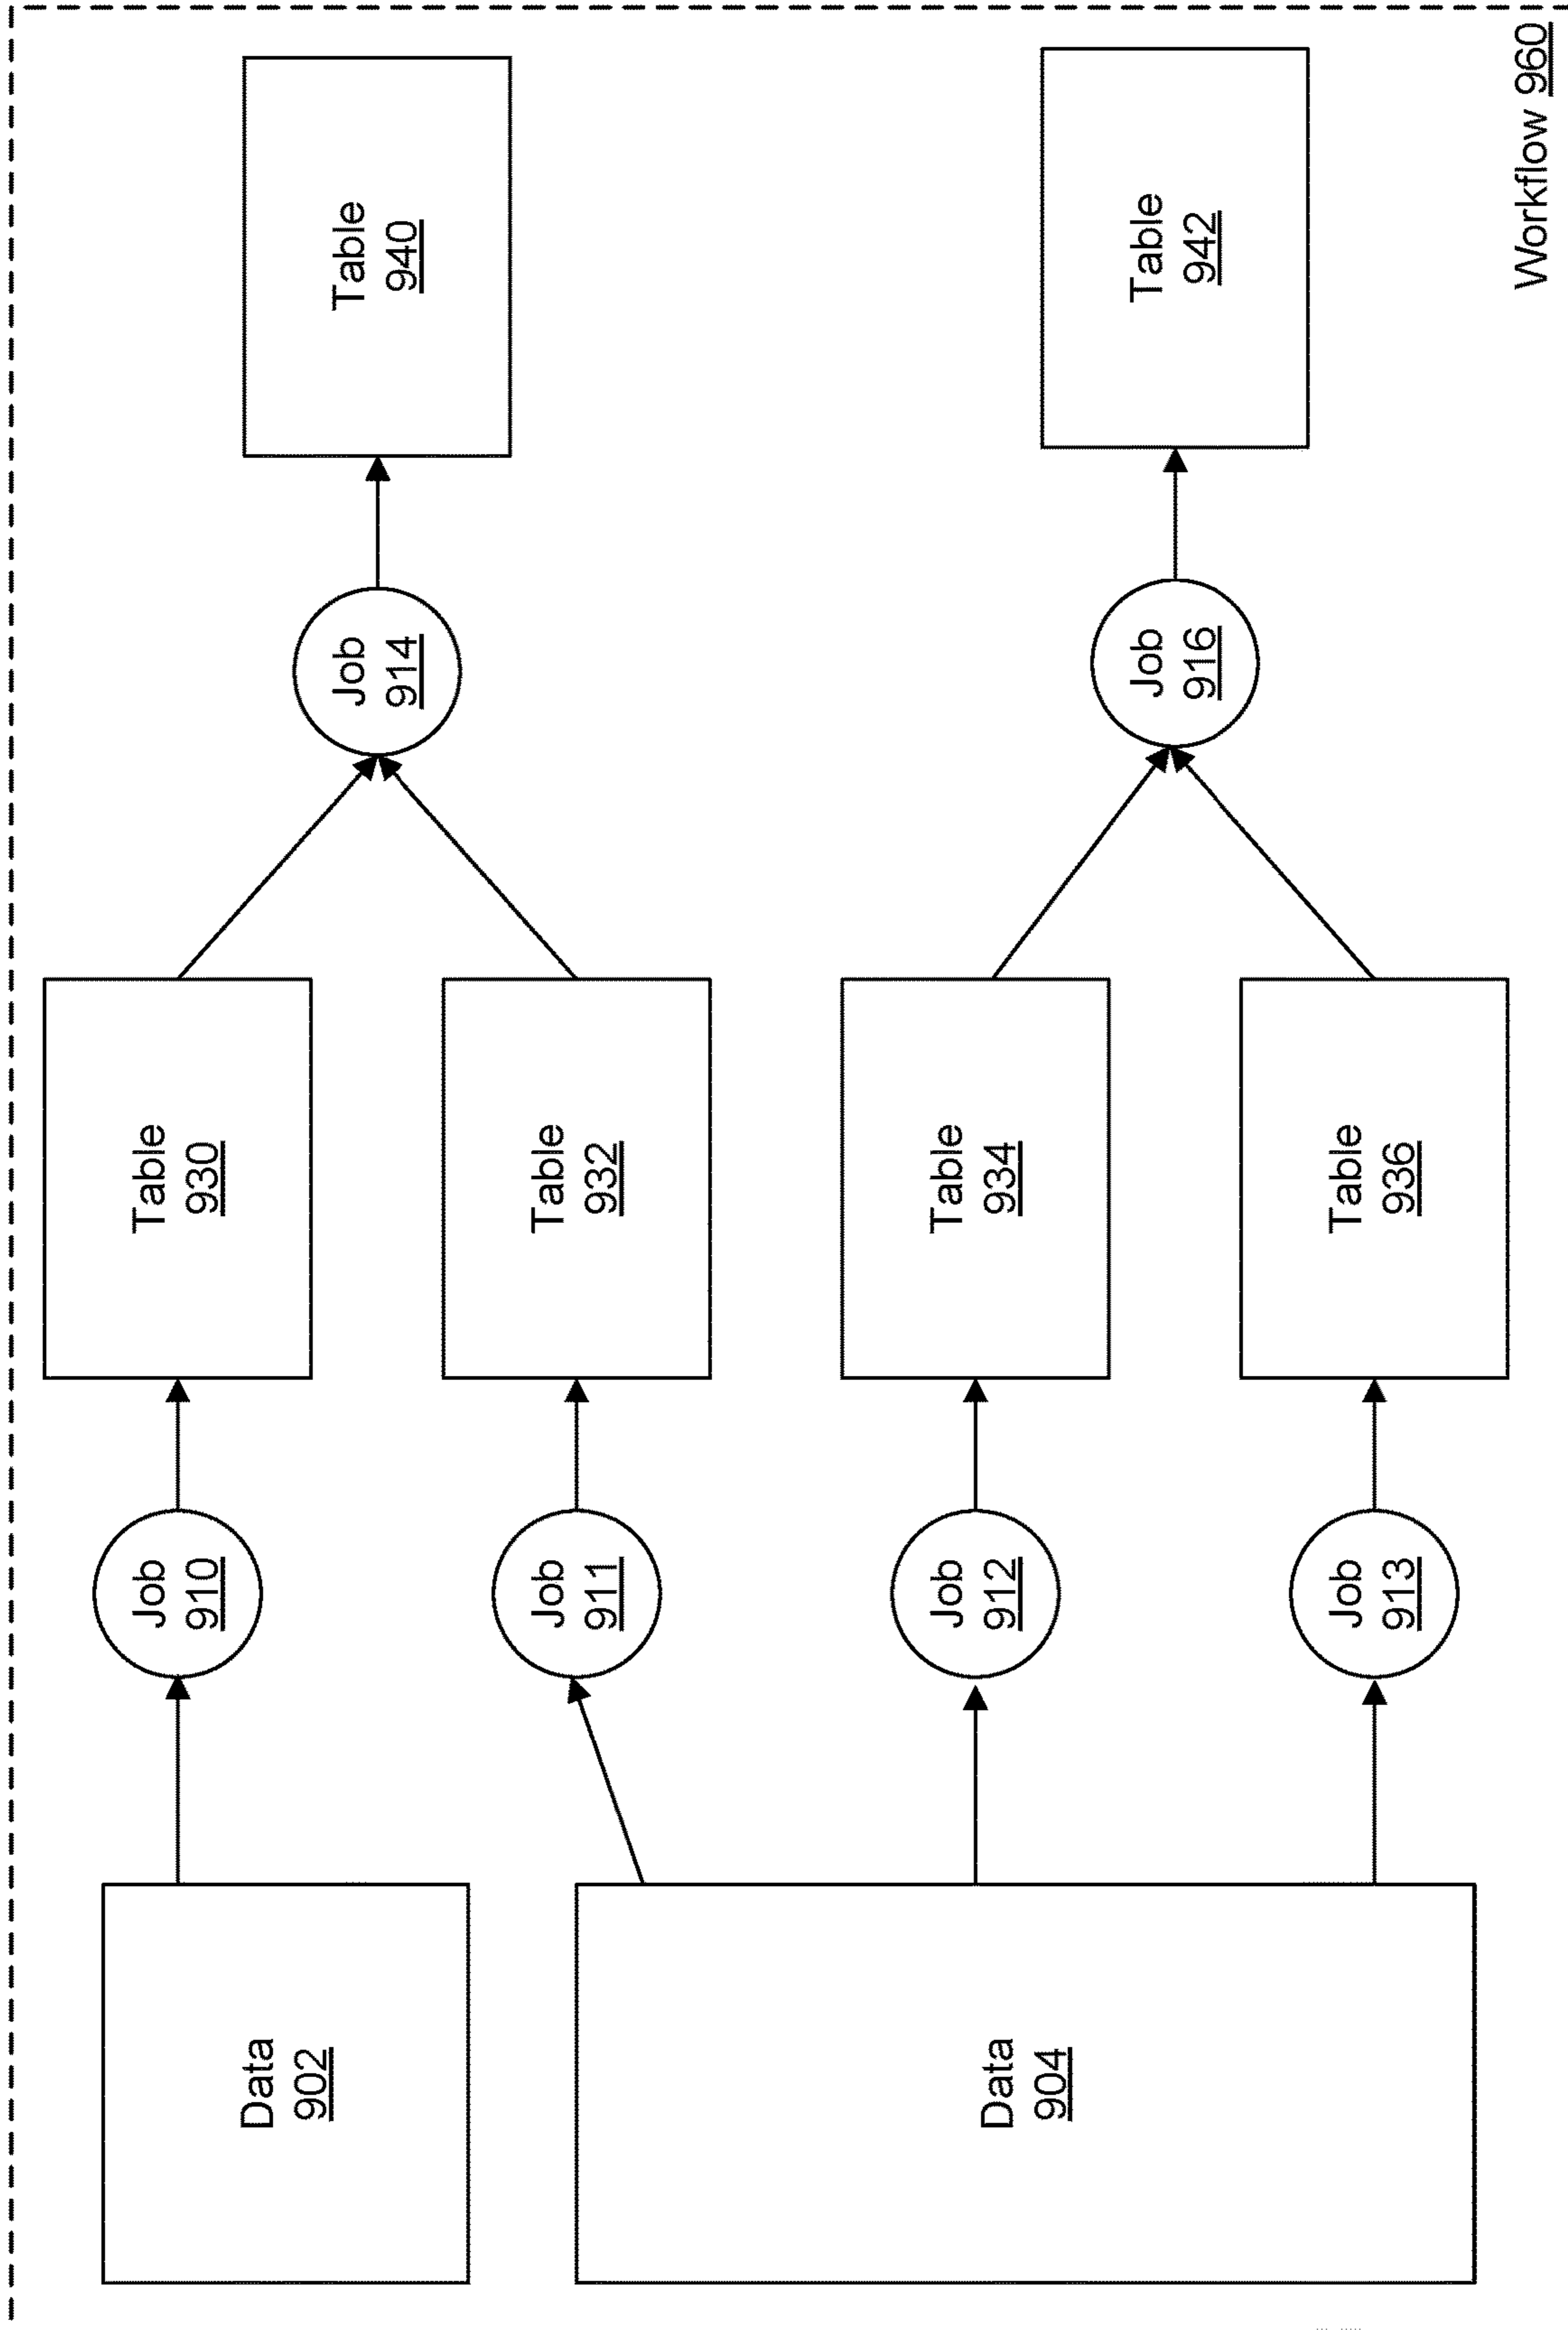 Data
902
Data
904
Job
910
Job
911
Job
912
Job
913
Table
930
Table
932
Table
934
Table
936
Job
914
Job
916
Table
940
Table
942
Workflow 960